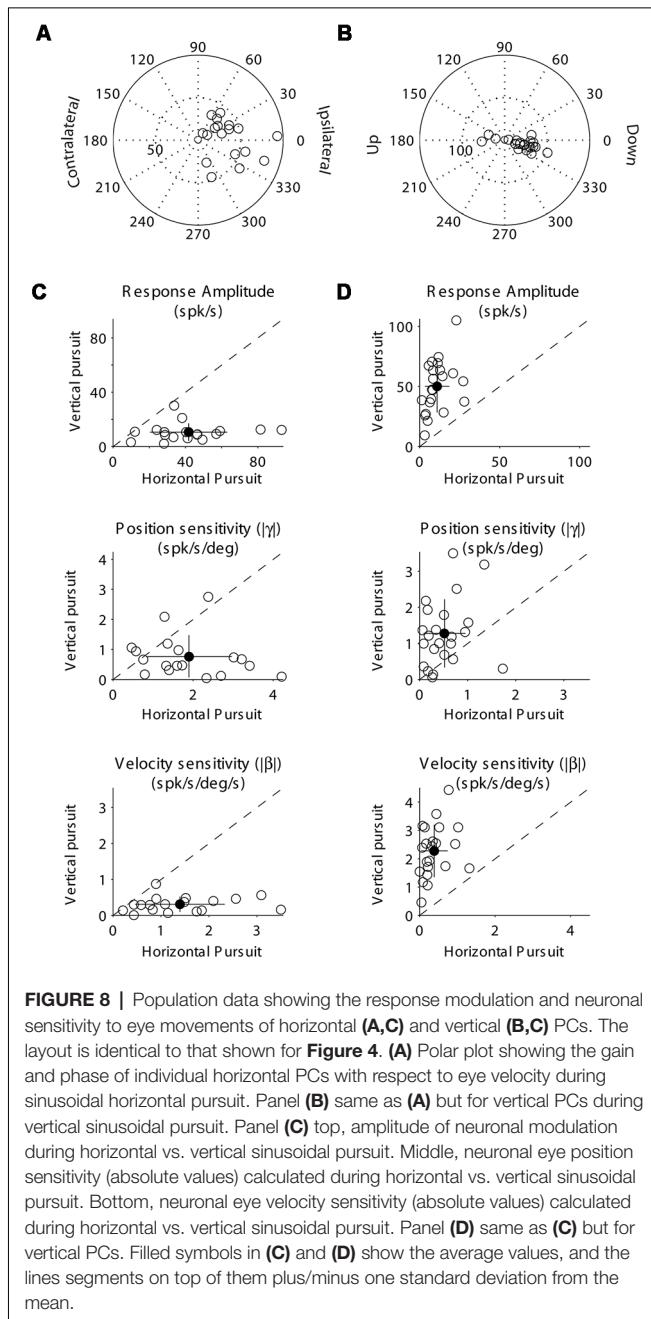 A
B
90
120
60
150
30
Contralateral
180
50
0
Ipsilateral
210
330
240
300
270
90
120
60
150
30
Up
180
100
0
Down
210
330
240
300
270
C
Response Amplitude
(spk/s)
Vertical pursuit
80
40
0
0
40
80
Horizontal Pursuit
D
Response Amplitude
(spk/s)
Vertical pursuit
100
50
0
0
50
100
Horizontal Pursuit
Position sensitivity (|γ|)
(spk/s/deg)
Vertical pursuit
4
3
2
1
0
0
2
4
Horizontal Pursuit
Position sensitivity (|γ|)
(spk/s/deg)
Vertical pursuit
3
2
1
0
0
1
2
3
Horizontal Pursuit
Velocity sensitivity (|β|)
(spk/s/deg/s)
Vertical pursuit
3
2
1
0
0
1
2
3
Horizontal Pursuit
Velocity sensitivity (|β|)
(spk/s/deg/s)
Vertical pursuit
4
3
2
1
0
0
2
4
Horizontal Pursuit
FIGURE 8 | Population data showing the response modulation and neuronal
sensitivity to eye movements of horizontal (A,C) and vertical (B,C) PCs. The
layout is identical to that shown for Figure 4. (A) Polar plot showing the gain
and phase of individual horizontal PCs with respect to eye velocity during
sinusoidal horizontal pursuit. Panel (B) same as (A) but for vertical PCs during
vertical sinusoidal pursuit. Panel (C) top, amplitude of neuronal modulation
during horizontal vs. vertical sinusoidal pursuit. Middle, neuronal eye position
sensitivity (absolute values) calculated during horizontal vs. vertical sinusoidal
pursuit. Bottom, neuronal eye velocity sensitivity (absolute values) calculated
during horizontal vs. vertical sinusoidal pursuit. Panel (D) same as (C) but for
vertical PCs. Filled symbols in (C) and (D) show the average values, and the
lines segments on top of them plus/minus one standard deviation from the
mean.